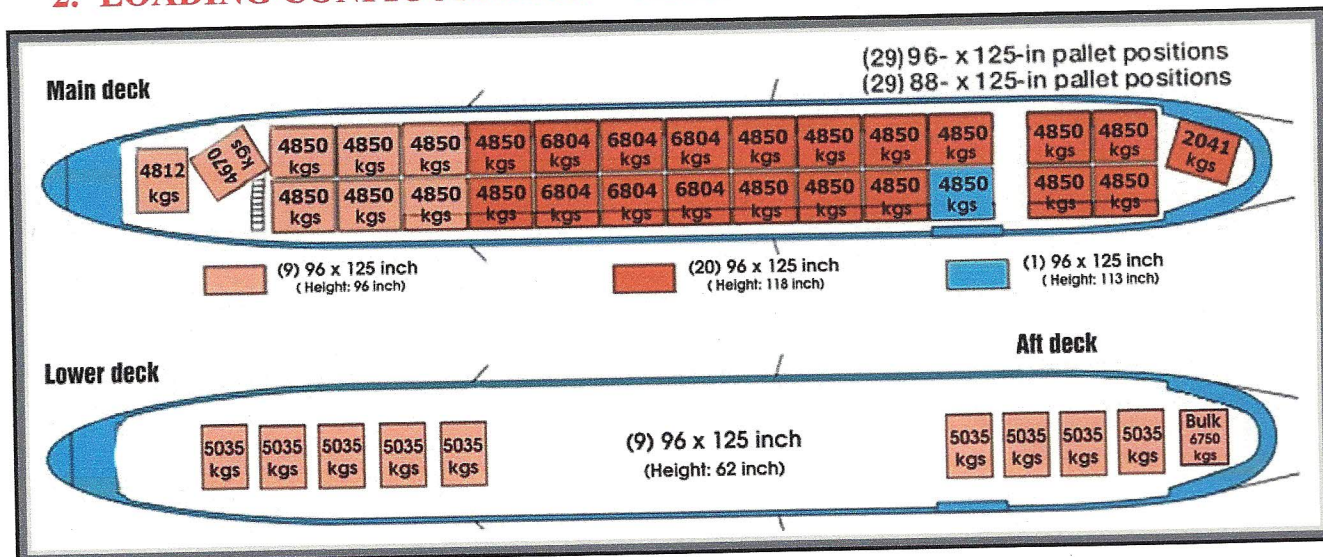 2. LOADING
(29) 96- x 125-in pallet positions
(29) 88- x 125-in pallet positions
Main deck
4812 kgs
4670 kgs
4850 kgs 4850 kgs 4850 kgs 4850 kgs 6804 kgs 6804 kgs 6804 kgs 4850 kgs 4850 kgs 4850 kgs 4850 kgs 4850 kgs 4850 kgs
2041 kgs
4850 kgs 4850 kgs 4850 kgs 4850 kgs 6804 kgs 6804 kgs 6804 kgs 4850 kgs 4850 kgs 4850 kgs 4850 kgs 4850 kgs 4850 kgs
(9) 96 x 125 inch
( Height: 96 inch)
(20) 96 x 125 inch
( Height: 118 inch)
(1) 96 x 125 inch
( Height: 113 inch)
Lower deck
Aft deck
5035 kgs 5035 kgs 5035 kgs 5035 kgs 5035 kgs
(9) 96 x 125 inch
(Height: 62 inch)
5035 kgs 5035 kgs 5035 kgs 5035 kgs
Bulk
6750
kgs